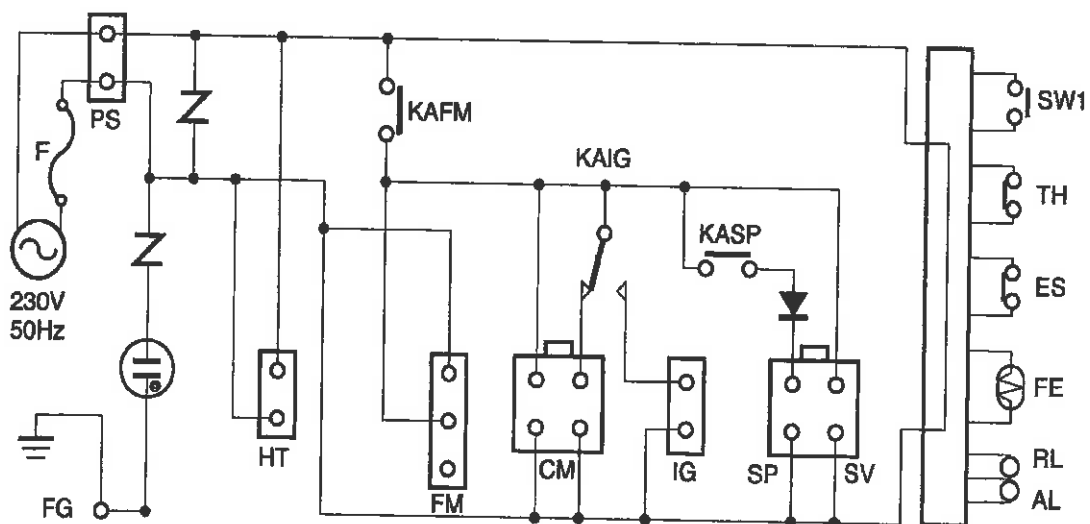 PS
F
230V
50Hz
FG
HT
KAFM
FM
KAIG
CM
IG
KASP
SP
SV
SW1
TH
ES
FE
RL
AL